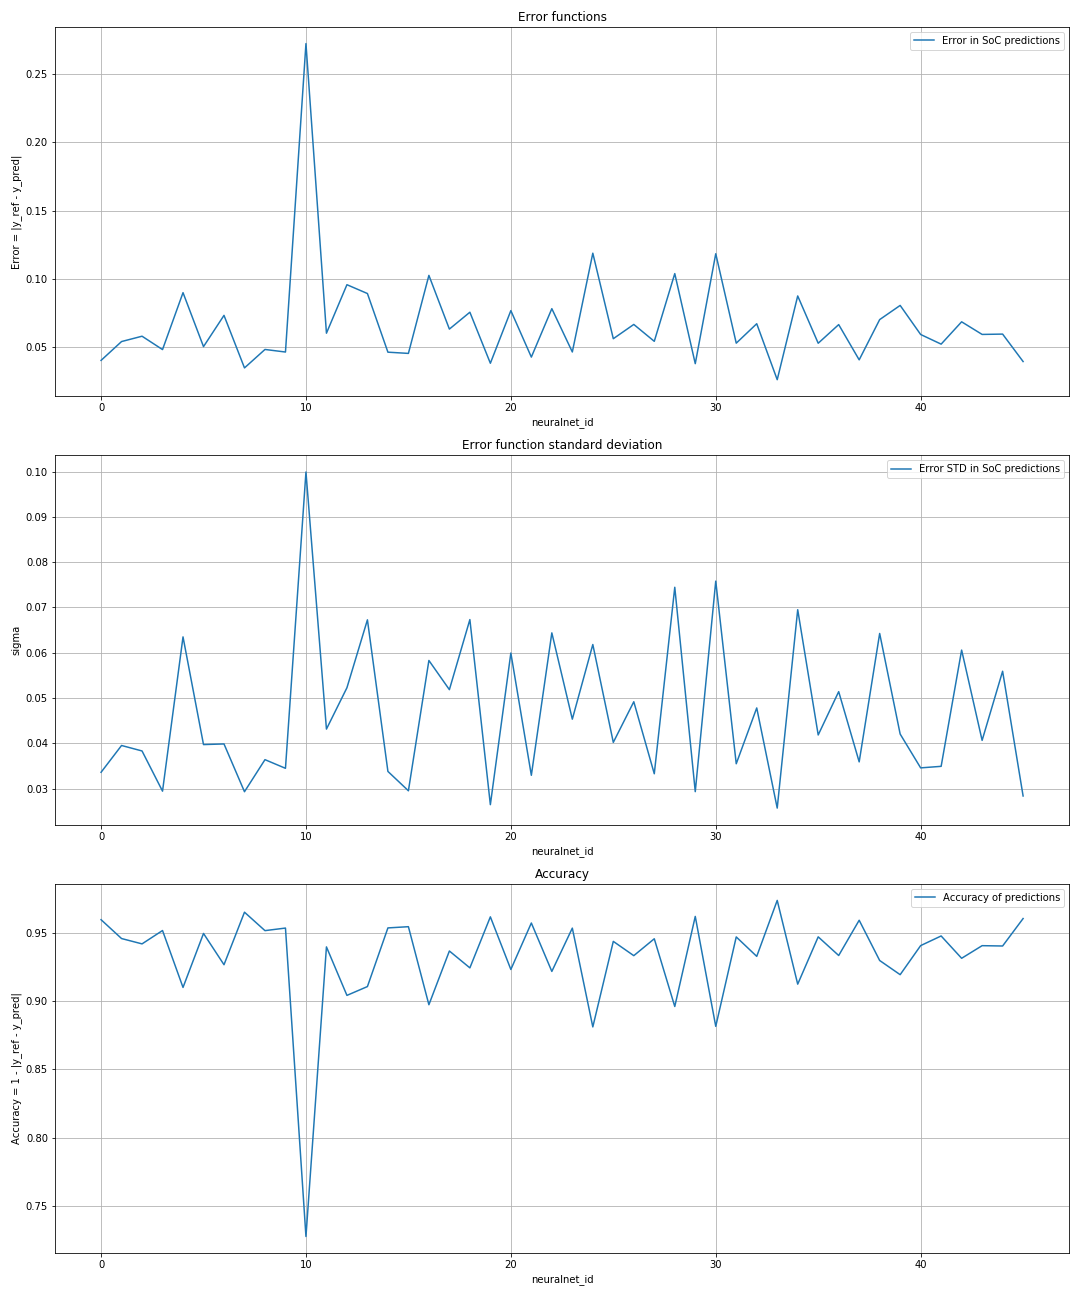 Error functions
Error in SoC predictions
Error = |y_ref - y_pred|
0.25
0.20
0.15
0.10
0.05
0 10 20 30 40
neuralnet_id
Error function standard deviation
Error STD in SoC predictions
sigma
0.10
0.09
0.08
0.07
0.06
0.05
0.04
0.03
0 10 20 30 40
neuralnet_id
Accuracy
Accuracy of predictions
Accuracy = 1 - |y_ref - y_pred|
0.95
0.90
0.85
0.80
0.75
0 10 20 30 40
neuralnet_id